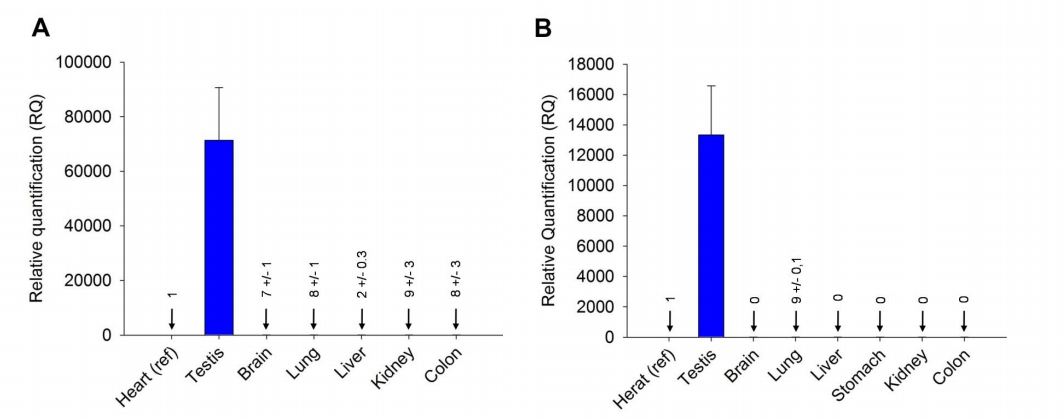 A
Relative quantification (RQ)
100000
80000
60000
40000
20000
0
1
7 +/- 1
8 +/- 1
2 +/- 0.3
9 +/- 3
8 +/- 3
Heart (ref)
Testis
Brain
Lung
Liver
Kidney
Colon
B
Relative Quantification (RQ)
18000
16000
14000
12000
10000
8000
6000
4000
2000
0
1
0
9 +/- 0,1
0
0
0
0
Herat (ref)
Testis
Brain
Lung
Liver
Stomach
Kidney
Colon